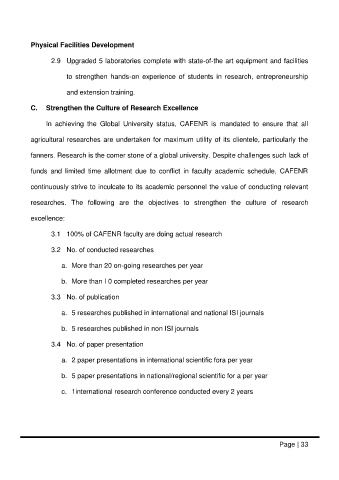 Physical Facilities Development
2.9 Upgraded 5 laboratories complete with state-of-the art equipment and facilities
to strengthen hands-on experience of students in research, entrepreneurship
and extension training.
C. Strengthen the Culture of Research Excellence
In achieving the Global University status, CAFENR is mandated to ensure that all
agricultural researches are undertaken for maximum utility of its clientele, particularly the
fanners. Research is the comer stone of a global university. Despite challenges such lack of
funds and limited time allotment due to conflict in faculty academic schedule, CAFENR
continuously strive to inculcate to its academic personnel the value of conducting relevant
researches. The following are the objectives to strengthen the culture of research
excellence:
3.1 100% of CAFENR faculty are doing actual research
3.2 No. of conducted researches
a. More than 20 on-going researches per year
b. More than l 0 completed researches per year
3.3 No. of publication
a. 5 researches published in international and national ISI journals
b. 5 researches published in non ISI journals
3.4 No. of paper presentation
a. 2 paper presentations in international scientific fora per year
b. 5 paper presentations in national/regional scientific for a per year
c. 1international research conference conducted every 2 years
Page | 33